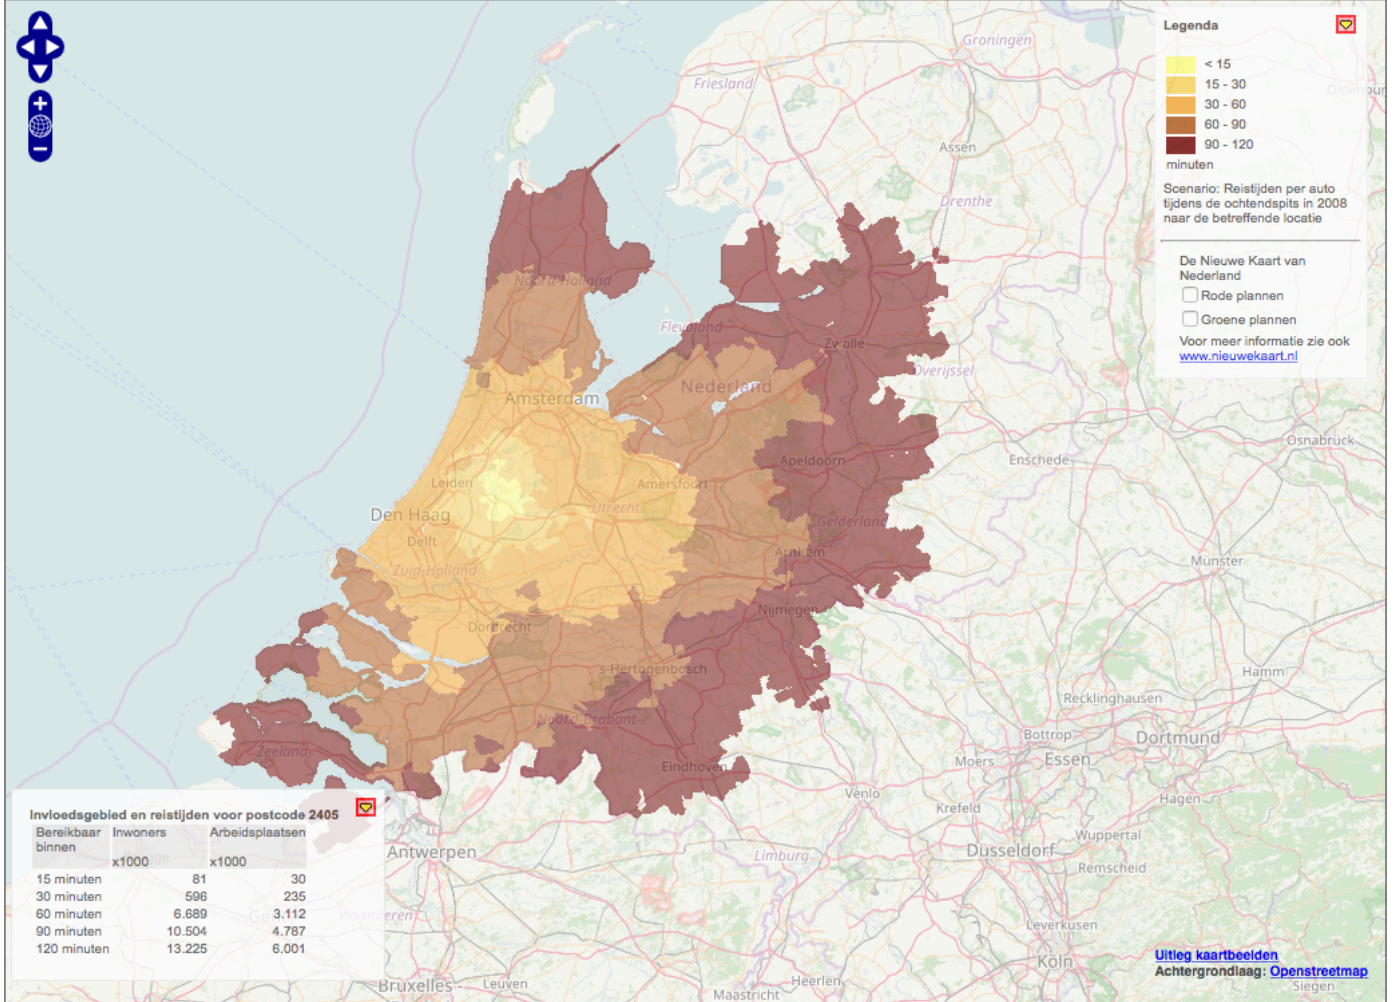 Legenda
< 15
15 - 30
30 - 60
60 - 90
90 - 120
minuten
Scenario: Reistijden per auto
tijdens de ochtendspits in 2008
naar de betreffende locatie
De Nieuwe Kaart van
Nederland
Rode plannen
Groene plannen
Voor meer informatie zie ook
www.nieuwekaart.nl
Groningen
Friesland
Assen
Drenthe
Noord-Holland
Flevoland
Zwolle
Overijssel
Nederland
Amsterdam
Osnabrück
Enschede
Apeldoorn
Leiden
Amersfoort
Utrecht
Den Haag
Gelderland
Delft
Arnhem
Münster
Zuid-Holland
Nijmegen
Dordrecht
's-Hertogenbosch
Hamm
Recklinghausen
Noord-Brabant
Bottrop
Dortmund
Zeeland
Essen
Moers
Eindhoven
Venlo
Hagen
Krefeld
Wuppertal
Antwerpen
Limburg
Düsseldorf
Remscheid
Vlaanderen
Leverkusen
Köln
Bruxelles
Leuven
Heerlen
Maastricht
Siegen
Invloedsgebied en reistijden voor postcode 2405
Bereikbaar binnen Inwoners x1000 Arbeidsplaatsen x1000
15 minuten 81 30
30 minuten 596 235
60 minuten 6.689 3.112
90 minuten 10.504 4.787
120 minuten 13.225 6.001
Uitleg kaartbeelden
Achtergrondlaag: Openstreetmap